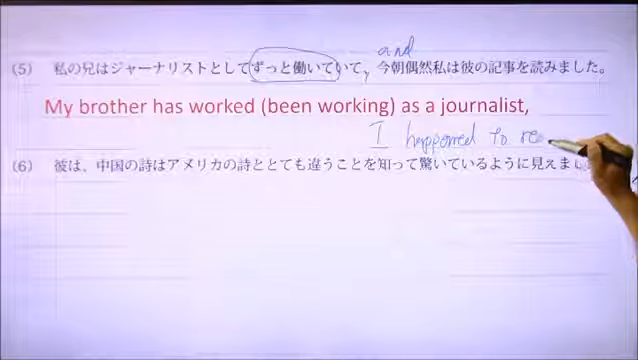 and
(5) 私の兄はジャーナリストとしてずっと働いていて, 今朝偶然私は彼の記事を読みました。
My brother has worked (been working) as a journalist,
I happened to re
(6) 彼は、中国の詩はアメリカの詩ととても違うことを知って驚いているように見えまし